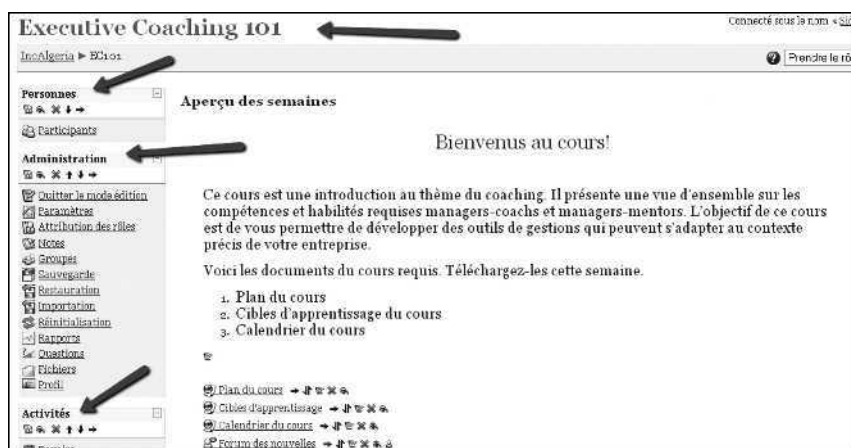 Executive Coaching 101
Connecté sous le nom «
IncAlgeria ► EC101
Prendre le rô
Personnes
Participants
Administration
Quitter le mode édition
Paramètres
Attribution des rôles
Notes
Groupes
Sauvegarde
Restauration
Importation
Réinitialisation
Rapports
Questions
Fichiers
Profil
Activités
Aperçu des semaines
Bienvenus au cours!
Ce cours est une introduction au thème du coaching. Il présente une vue d'ensemble sur les
compétences et habilités requises managers-coachs et managers-mentors. L'objectif de ce cours
est de vous permettre de développer des outils de gestions qui peuvent s'adapter au contexte
précis de votre entreprise.
Voici les documents du cours requis. Téléchargez-les cette semaine.
1. Plan du cours
2. Cibles d'apprentissage du cours
3. Calendrier du cours
Plan du cours
Cibles d'apprentissage
Calendrier du cours
Forum des nouvelles